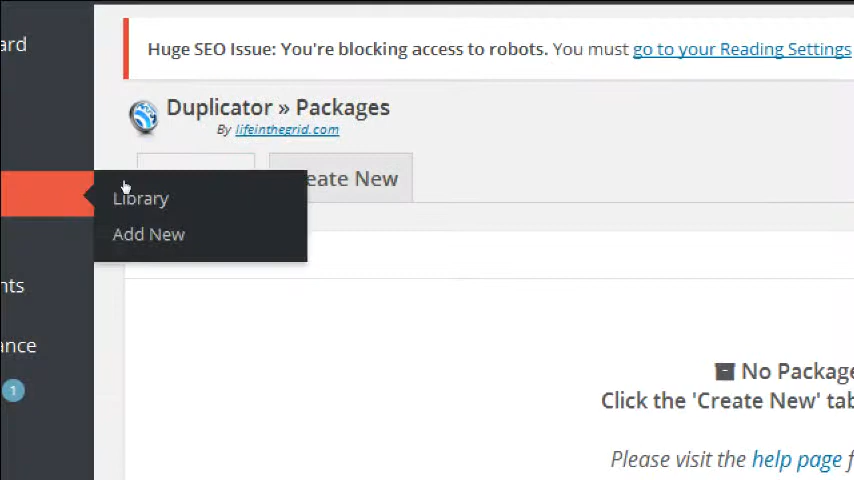 ard
Huge SEO Issue: You're blocking access to robots. You must go to your Reading Settings
Duplicator » Packages
By lifeinthegrid.com
eate New
Library
Add New
nts
ance
1
No Package
Click the 'Create New' tab
Please visit the help page f